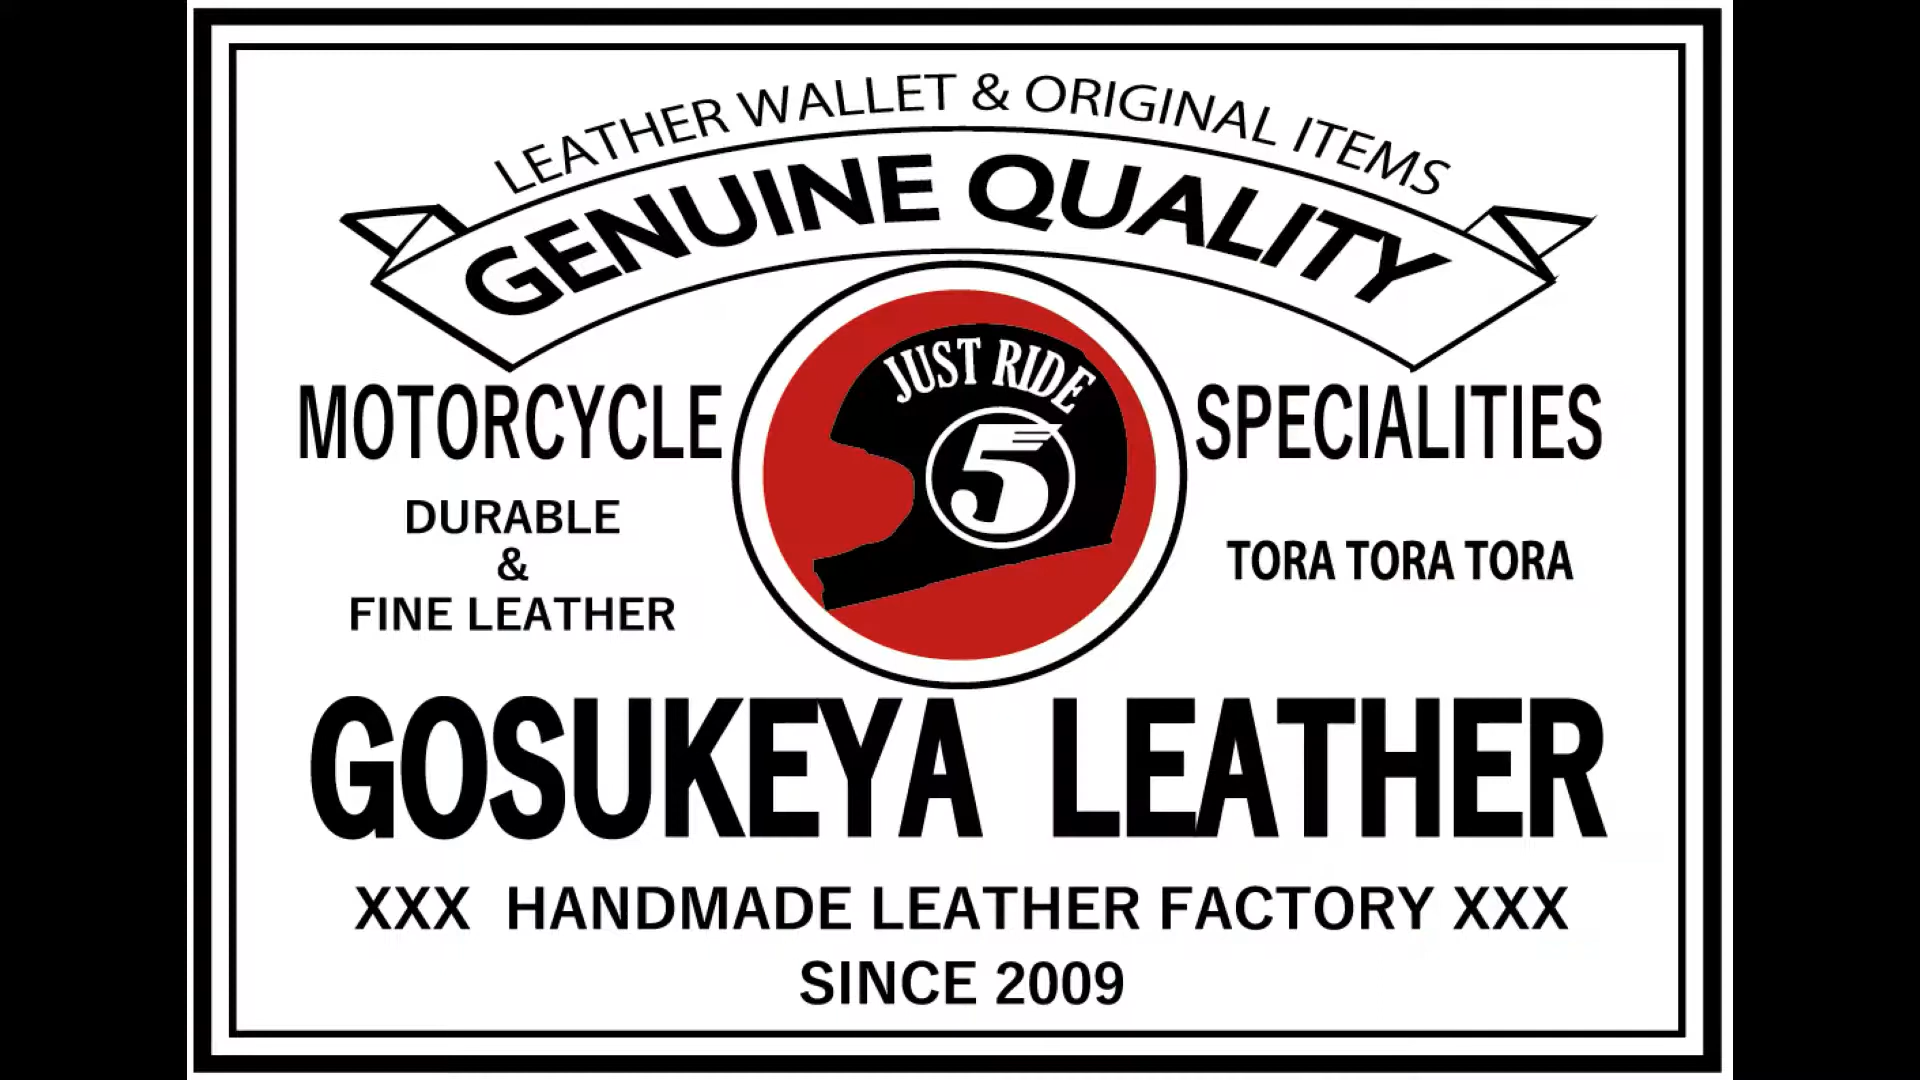 LEATHER WALLET & ORIGINAL ITEMS
GENUINE QUALITY
JUST RIDE
5
MOTORCYCLE
SPECIALITIES
DURABLE
&
FINE LEATHER
TORA TORA TORA
GOSUKEYA LEATHER
XXX HANDMADE LEATHER FACTORY XXX
SINCE 2009